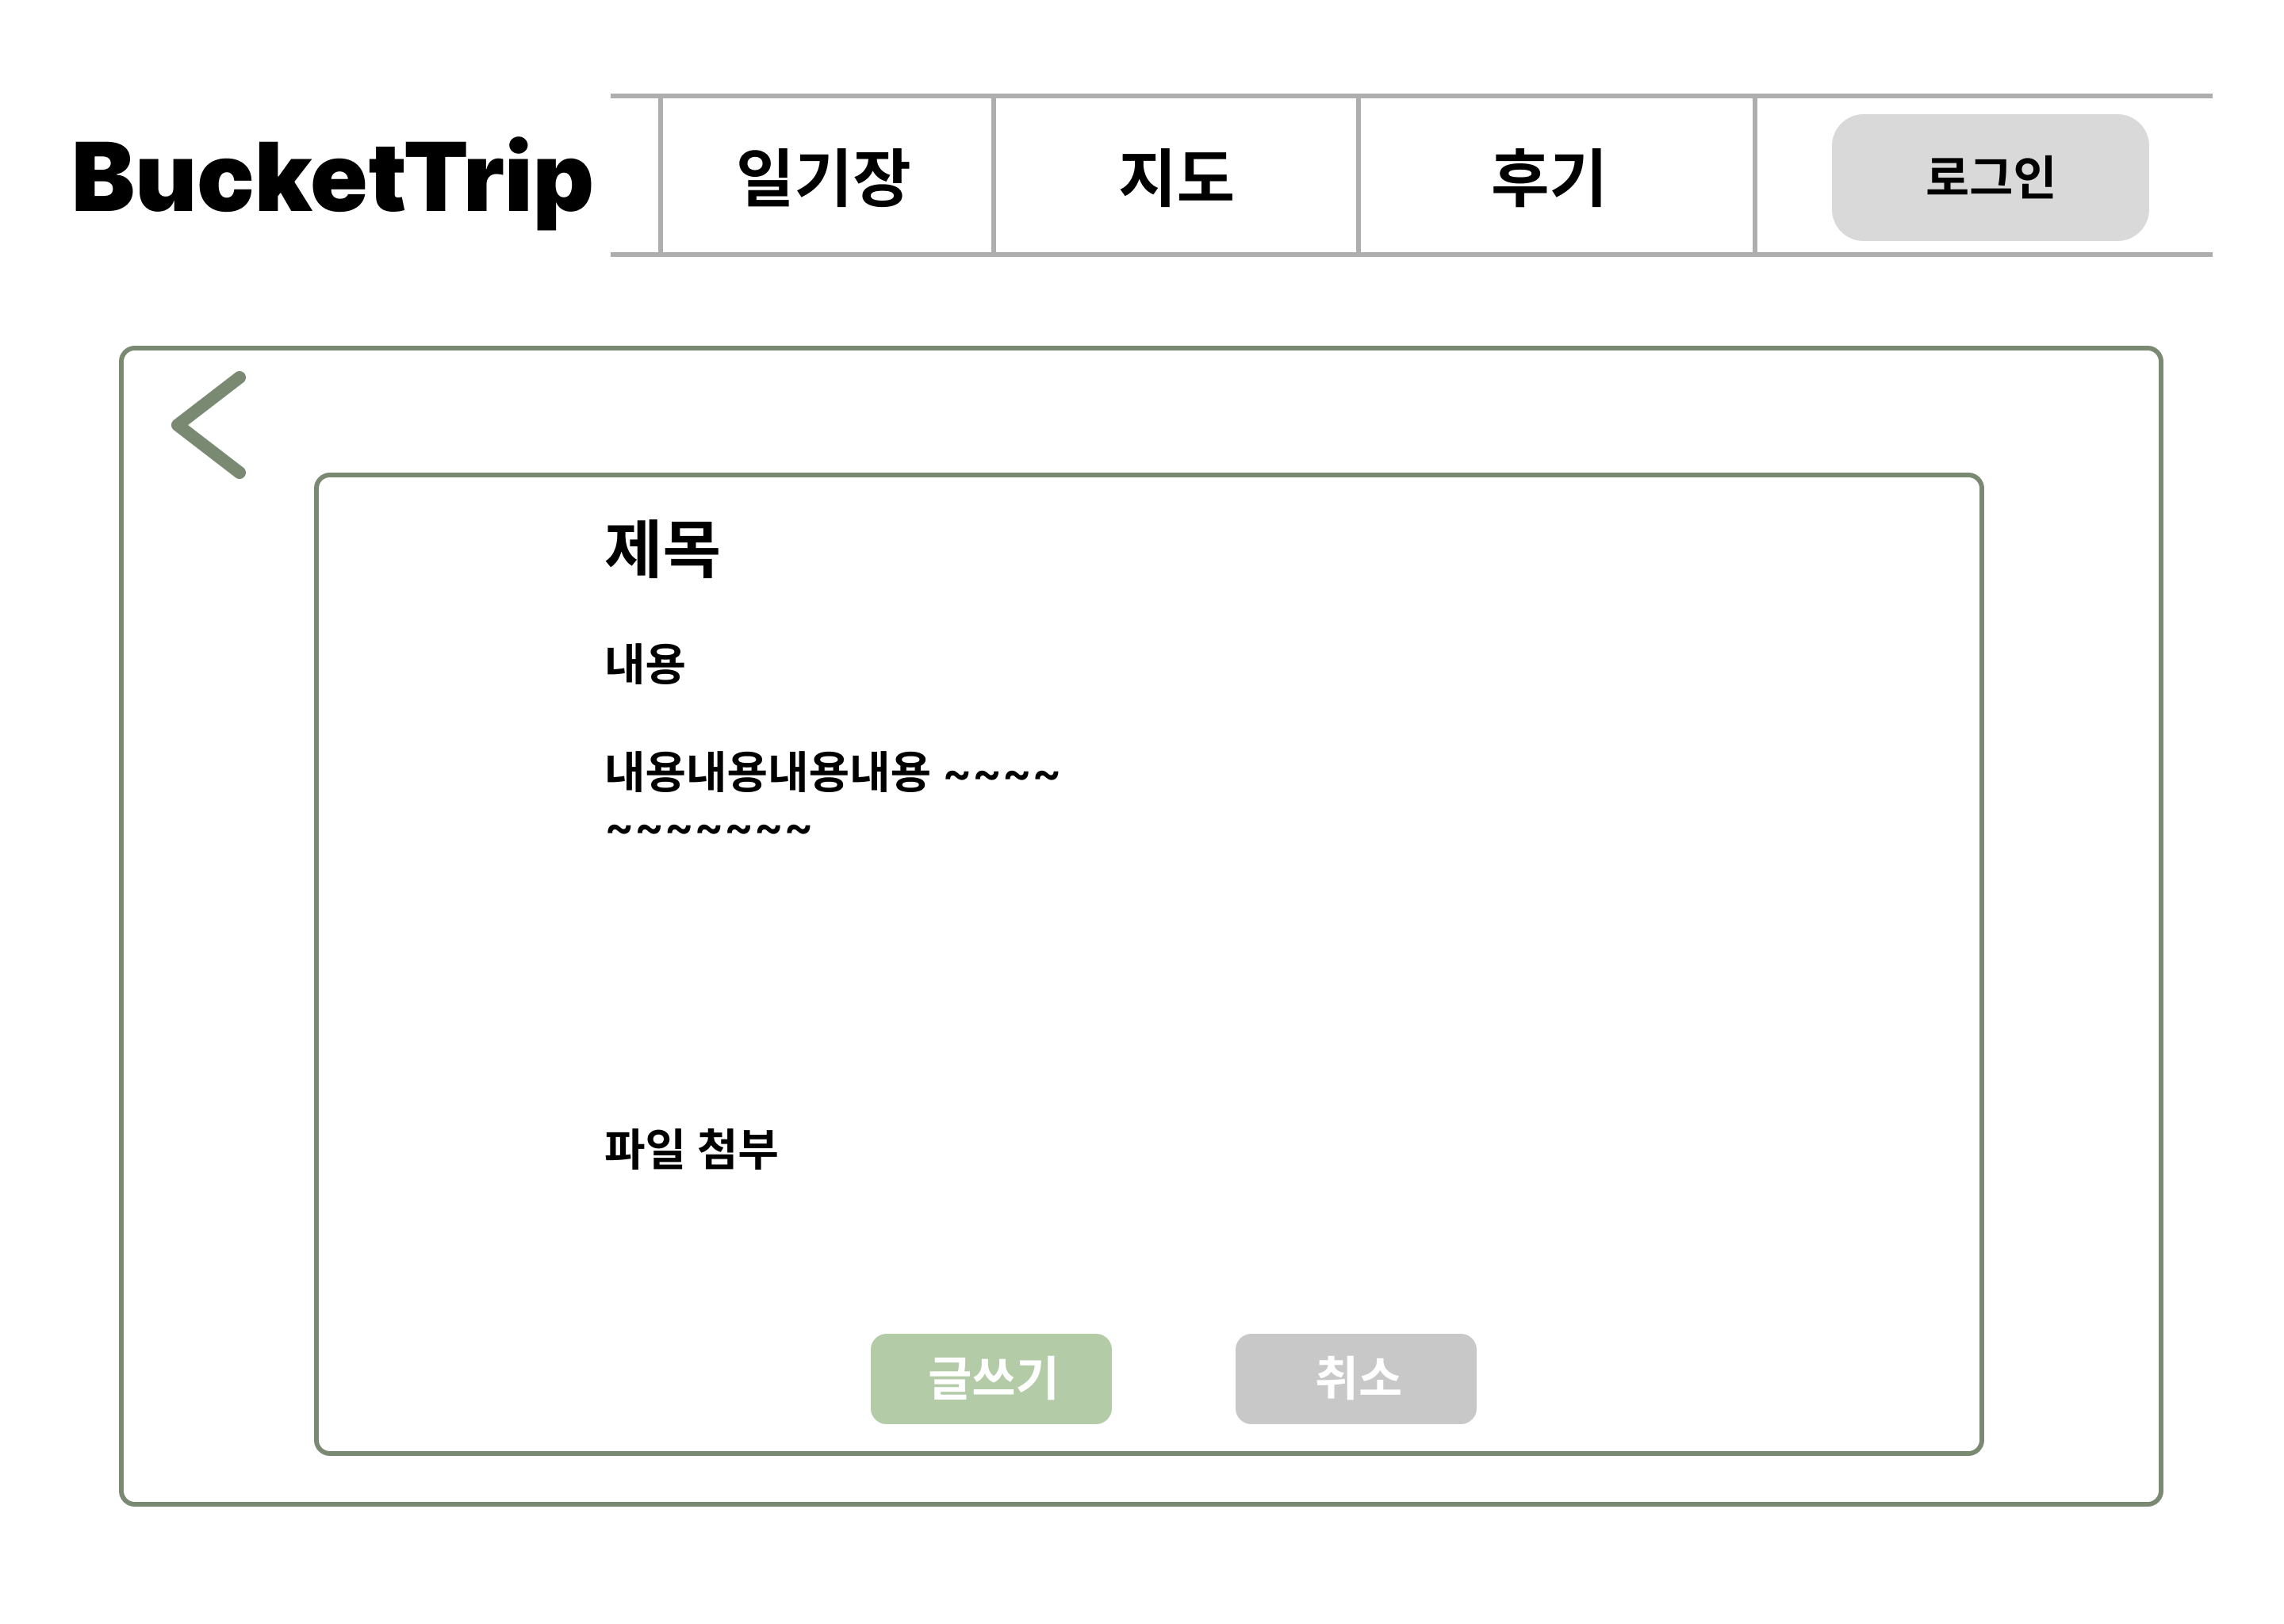 BucketTrip
일기장
지도
후기
로그인
제목
내용
내용내용내용내용 ~~~~
~~~~~~~
파일 첨부
글쓰기
취소